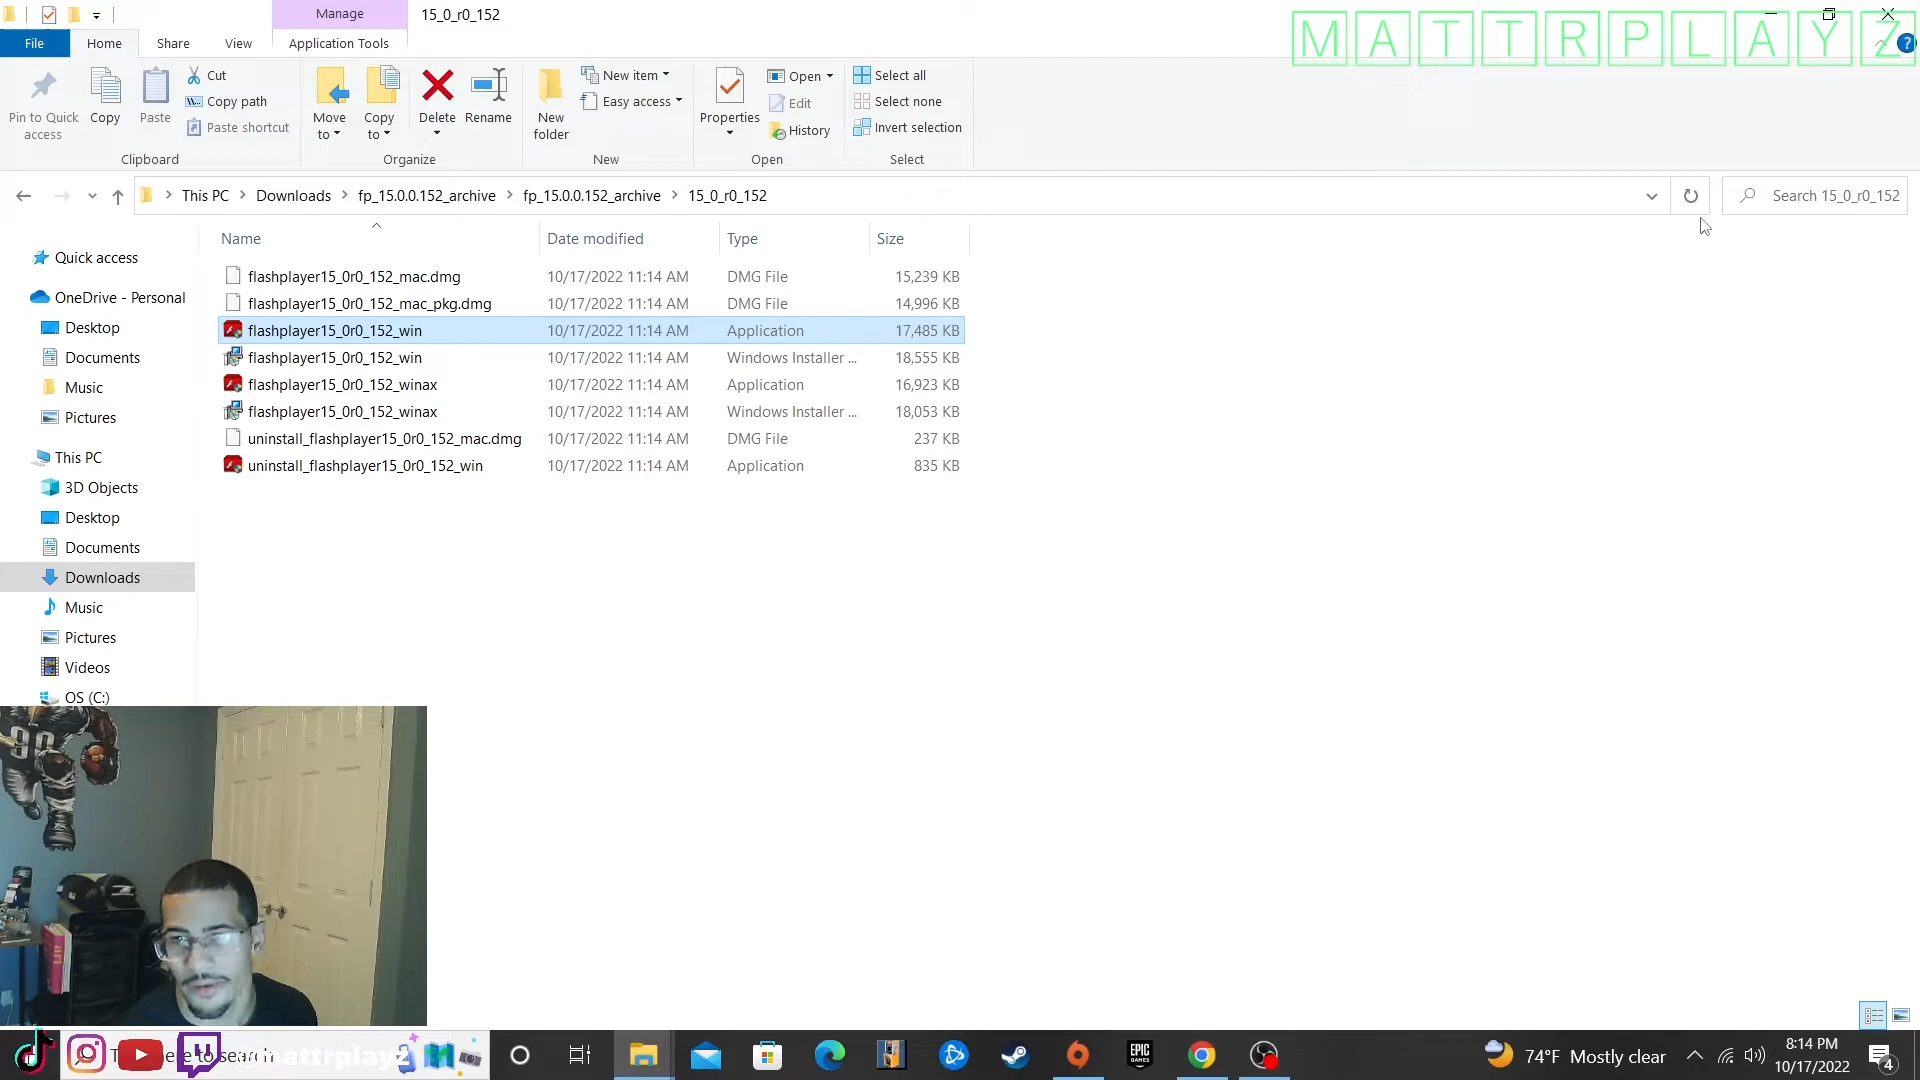 Manage
15_0_r0_152
MATTRPLAYZ
File
Home
Share
View
Application Tools
Pin to Quick access
Copy
Paste
Cut
Copy path
Paste shortcut
Clipboard
Move to
Copy to
Delete
Rename
Organize
New folder
New item
Easy access
New
Properties
Open
Edit
History
Open
Select all
Select none
Invert selection
Select
This PC
Downloads
fp_15.0.0.152_archive
fp_15.0.0.152_archive
15_0_r0_152
Search 15_0_r0_152
Name Date modified Type Size
flashplayer15_0r0_152_mac.dmg 10/17/2022 11:14 AM DMG File 15,239 KB
flashplayer15_0r0_152_mac_pkg.dmg 10/17/2022 11:14 AM DMG File 14,996 KB
flashplayer15_0r0_152_win 10/17/2022 11:14 AM Application 17,485 KB
flashplayer15_0r0_152_win 10/17/2022 11:14 AM Windows Installer ... 18,555 KB
flashplayer15_0r0_152_winax 10/17/2022 11:14 AM Application 16,923 KB
flashplayer15_0r0_152_winax 10/17/2022 11:14 AM Windows Installer ... 18,053 KB
uninstall_flashplayer15_0r0_152_mac.dmg 10/17/2022 11:14 AM DMG File 237 KB
uninstall_flashplayer15_0r0_152_win 10/17/2022 11:14 AM Application 835 KB
Quick access
OneDrive - Personal
Desktop
Documents
Music
Pictures
This PC
3D Objects
Desktop
Documents
Downloads
Music
Pictures
Videos
OS (C:)
90
@mattrplayz
EPIC GAMES
74°F Mostly clear
8:14 PM
10/17/2022
4